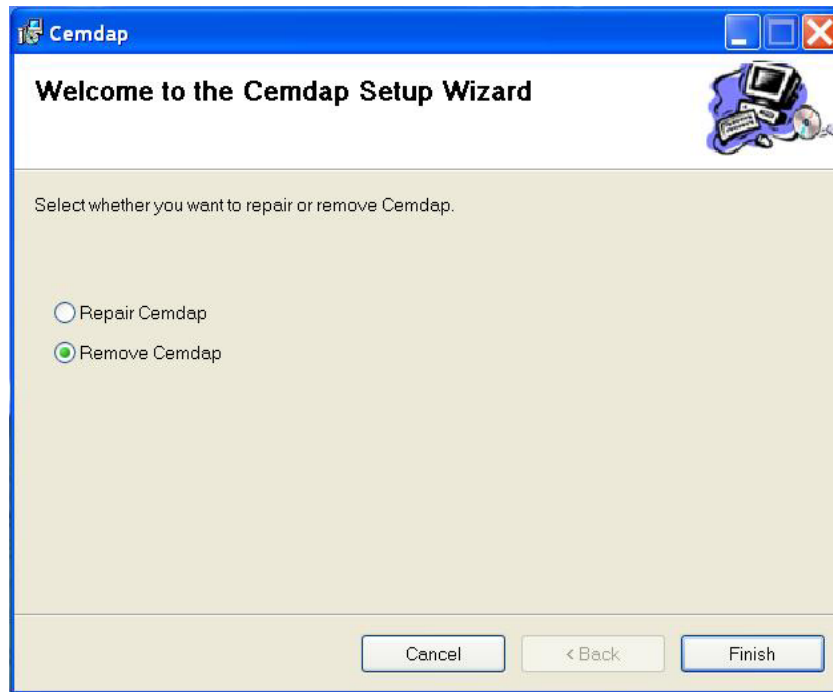 Cemdap
Welcome to the Cemdap Setup Wizard
Select whether you want to repair or remove Cemdap.
Repair Cemdap
Remove Cemdap
Cancel
< Back
Finish